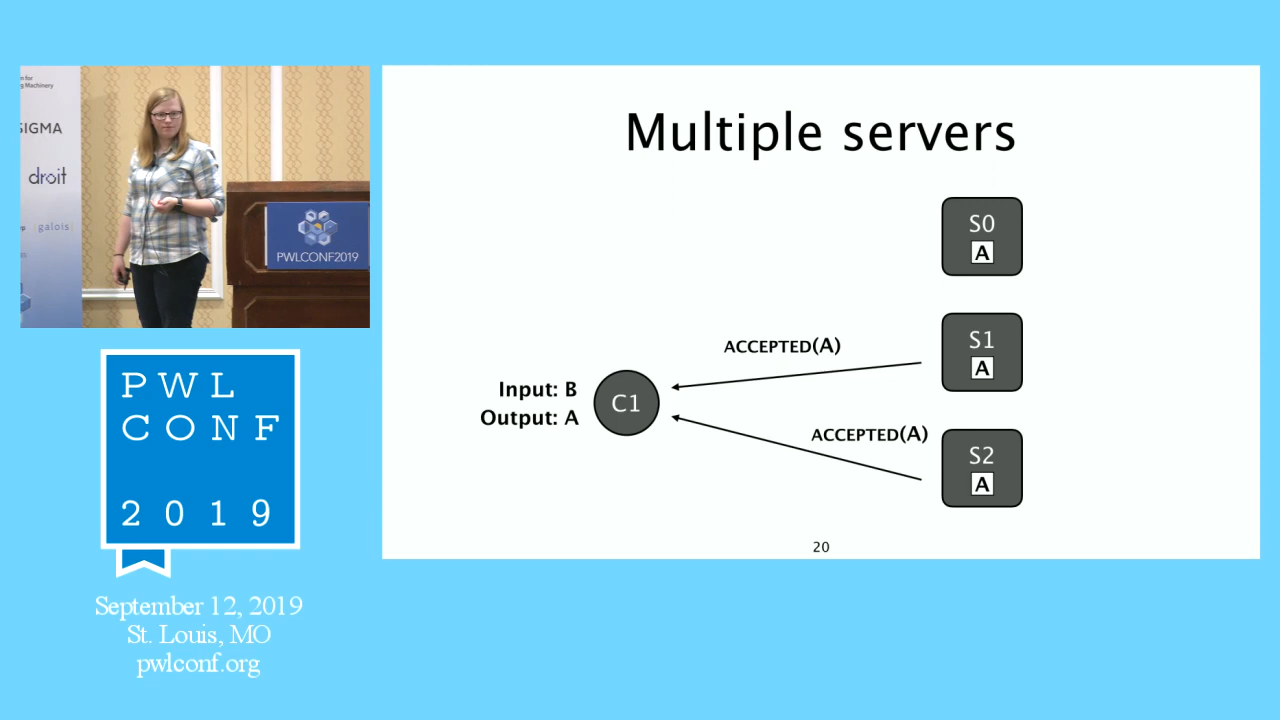 SIGMA
droit
galois
PWLCONF2019
PWL
CONF
2019
September 12, 2019
St. Louis, MO
pwlconf.org
Multiple servers
S0
A
S1
A
ACCEPTED(A)
Input: B
Output: A
C1
ACCEPTED(A)
S2
A
20